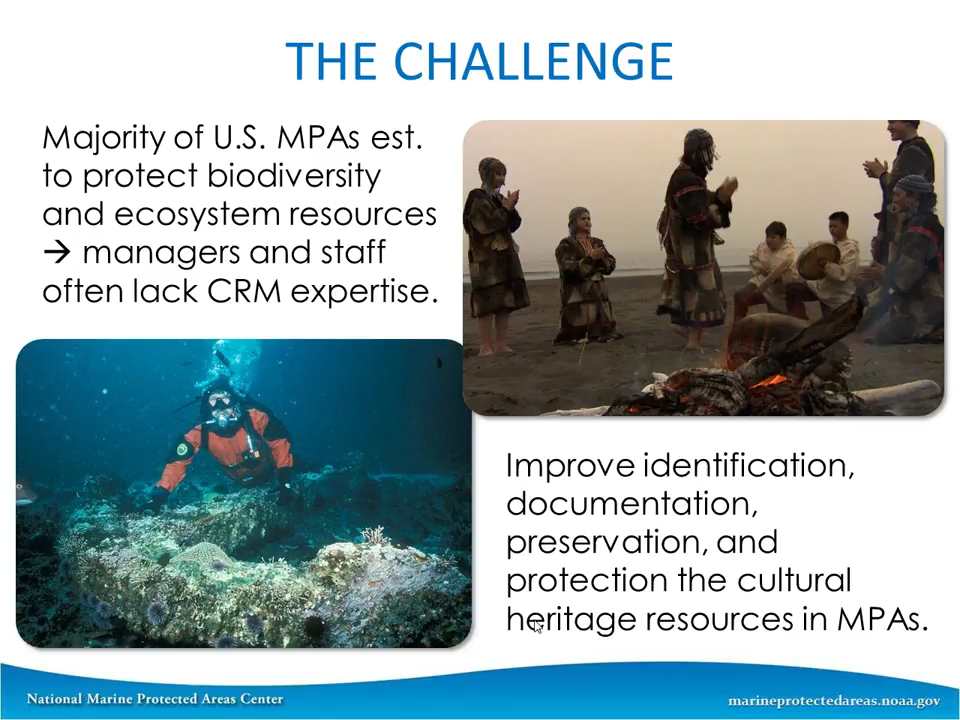 THE CHALLENGE
Majority of U.S. MPAs est.
to protect biodiversity
and ecosystem resources
→ managers and staff
often lack CRM expertise.
Improve identification,
documentation,
preservation, and
protection the cultural
heritage resources in MPAs.
National Marine Protected Areas Center
marineprotectedareas.noaa.gov